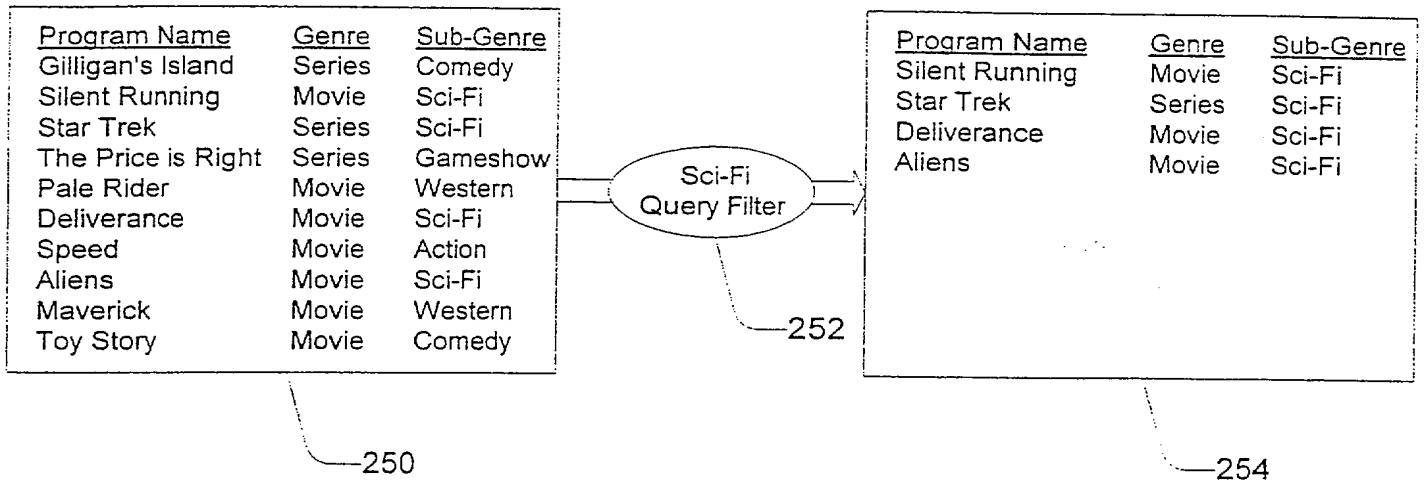 Program Name Genre Sub-Genre
Gilligan's Island Series Comedy
Silent Running Movie Sci-Fi
Star Trek Series Sci-Fi
The Price is Right Series Gameshow
Pale Rider Movie Western
Deliverance Movie Sci-Fi
Speed Movie Action
Aliens Movie Sci-Fi
Maverick Movie Western
Toy Story Movie Comedy
250
Sci-Fi
Query Filter
252
Program Name Genre Sub-Genre
Silent Running Movie Sci-Fi
Star Trek Series Sci-Fi
Deliverance Movie Sci-Fi
Aliens Movie Sci-Fi
254